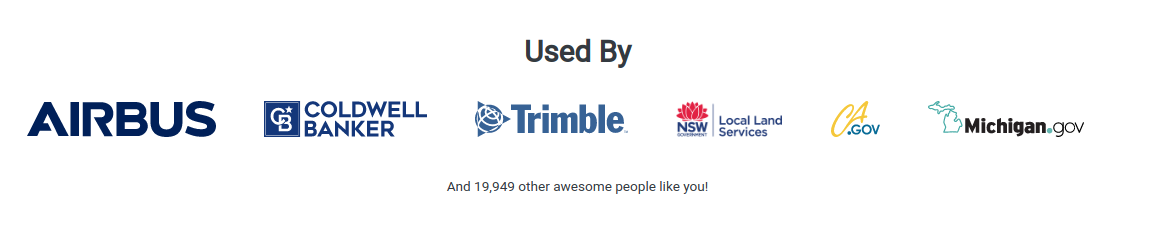 Used By
AIRBUS
CB COLDWELL
BANKER
Trimble
NSW
GOVERNMENT
Local Land
Services
CA
.GOV
Michigan.gov
And 19,949 other awesome people like you!